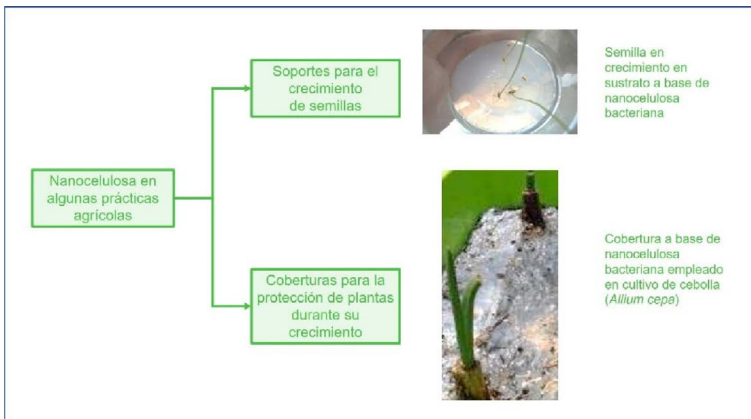 Nanocelulosa en
algunas prácticas
agrícolas
Soportes para el
crecimiento
de semillas
Semilla en
crecimiento en
sustrato a base de
nanocelulosa
bacteriana
Coberturas para la
protección de plantas
durante su
crecimiento
Cobertura a base de
nanocelulosa
bacteriana empleado
en cultivo de cebolla
(Allium cepa)